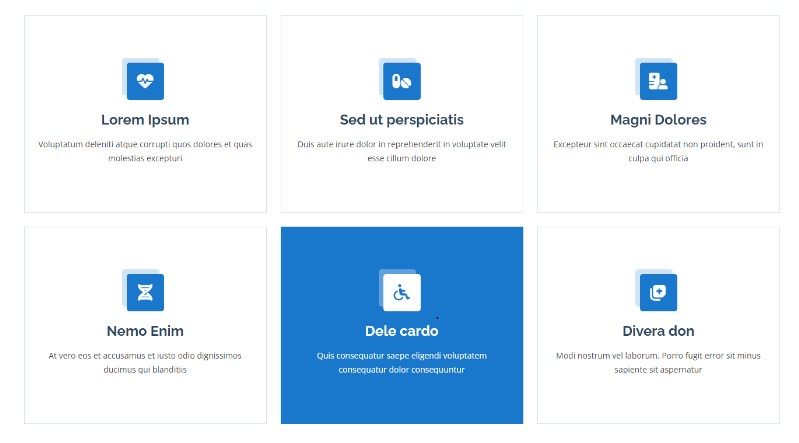 Lorem Ipsum
Voluptatum deleniti atque corrupti quos dolores et quas
molestias excepturi
Sed ut perspiciatis
Duis aute irure dolor in reprehenderit in voluptate velit
esse cillum dolore
Magni Dolores
Excepteur sint occaecat cupidatat non proident, sunt in
culpa qui officia
Nemo Enim
At vero eos et accusamus et iusto odio dignissimos
ducimus qui blanditiis
Dele cardo
Quis consequatur saepe eligendi voluptatem
consequatur dolor consequuntur
Divera don
Modi nostrum vel laborum. Porro fugit error sit minus
sapiente sit aspernatur